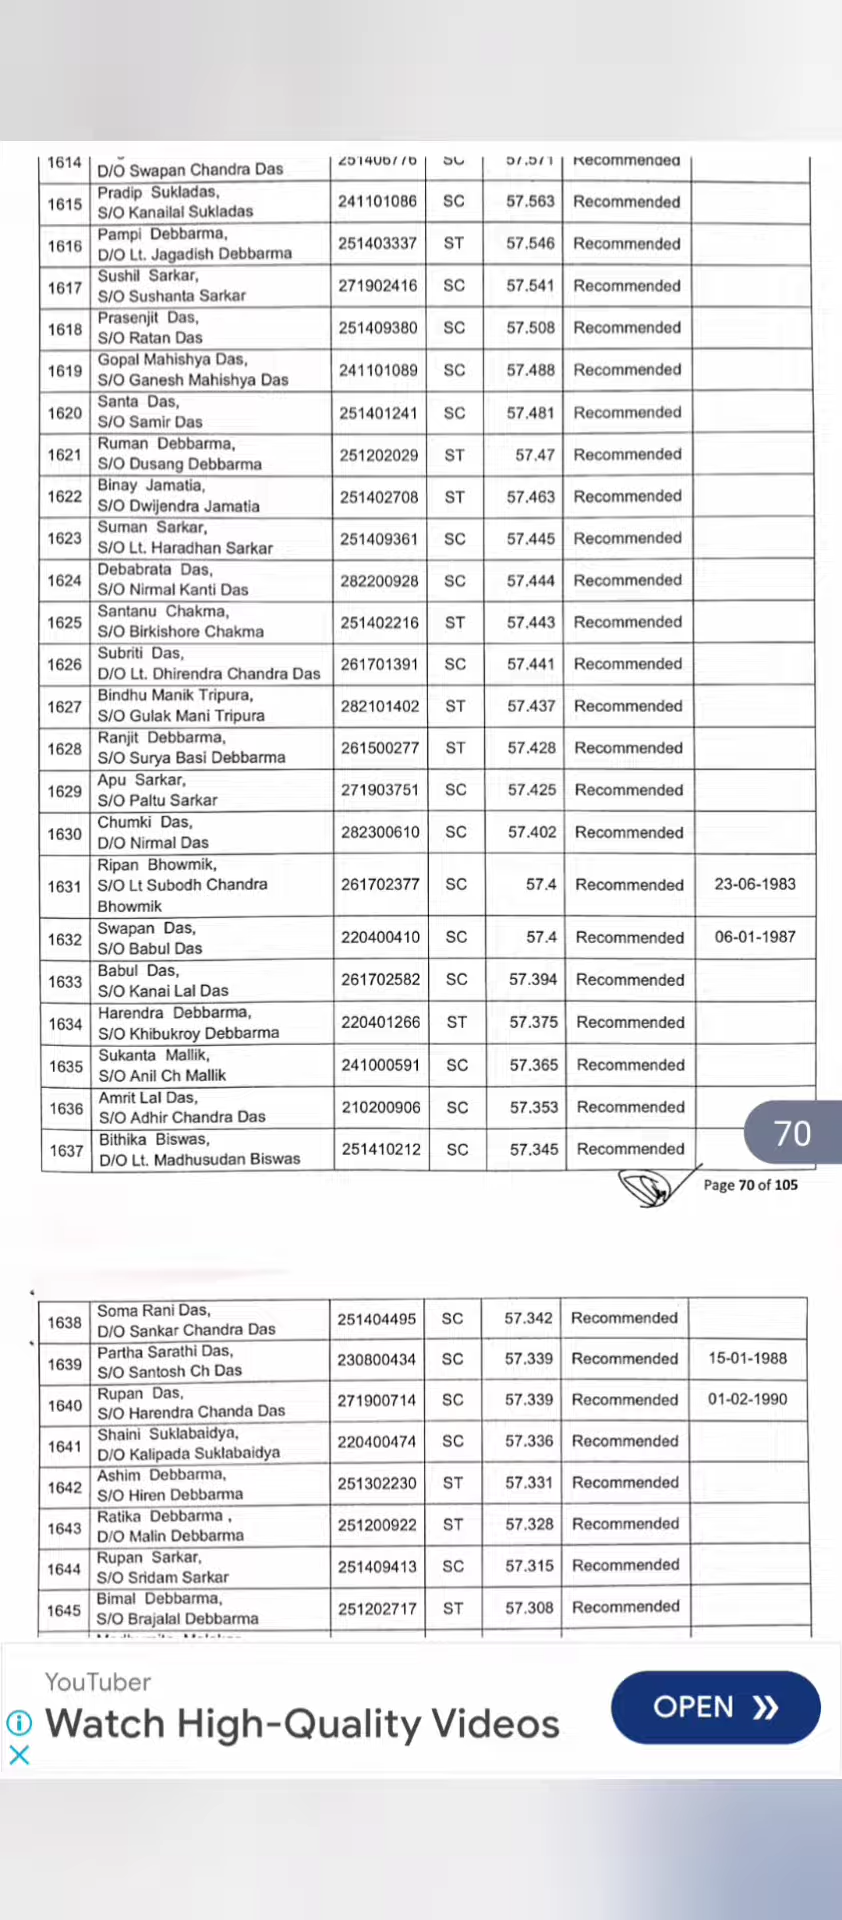 1614 D/O Swapan Chandra Das 251406776 SC 57.571 Recommended
1615 Pradip Sukladas,
S/O Kanailal Sukladas 241101086 SC 57.563 Recommended
1616 Pampi Debbarma,
D/O Lt. Jagadish Debbarma 251403337 ST 57.546 Recommended
1617 Sushil Sarkar,
S/O Sushanta Sarkar 271902416 SC 57.541 Recommended
1618 Prasenjit Das,
S/O Ratan Das 251409380 SC 57.508 Recommended
1619 Gopal Mahishya Das,
S/O Ganesh Mahishya Das 241101089 SC 57.488 Recommended
1620 Santa Das,
S/O Samir Das 251401241 SC 57.481 Recommended
1621 Ruman Debbarma,
S/O Dusang Debbarma 251202029 ST 57.47 Recommended
1622 Binay Jamatia,
S/O Dwijendra Jamatia 251402708 ST 57.463 Recommended
1623 Suman Sarkar,
S/O Lt. Haradhan Sarkar 251409361 SC 57.445 Recommended
1624 Debabrata Das,
S/O Nirmal Kanti Das 282200928 SC 57.444 Recommended
1625 Santanu Chakma,
S/O Birkishore Chakma 251402216 ST 57.443 Recommended
1626 Subriti Das,
D/O Lt. Dhirendra Chandra Das 261701391 SC 57.441 Recommended
1627 Bindhu Manik Tripura,
S/O Gulak Mani Tripura 282101402 ST 57.437 Recommended
1628 Ranjit Debbarma,
S/O Surya Basi Debbarma 261500277 ST 57.428 Recommended
1629 Apu Sarkar,
S/O Paltu Sarkar 271903751 SC 57.425 Recommended
1630 Chumki Das,
D/O Nirmal Das 282300610 SC 57.402 Recommended
1631 Ripan Bhowmik,
S/O Lt Subodh Chandra
Bhowmik 261702377 SC 57.4 Recommended 23-06-1983
1632 Swapan Das,
S/O Babul Das 220400410 SC 57.4 Recommended 06-01-1987
1633 Babul Das,
S/O Kanai Lal Das 261702582 SC 57.394 Recommended
1634 Harendra Debbarma,
S/O Khibukroy Debbarma 220401266 ST 57.375 Recommended
1635 Sukanta Mallik,
S/O Anil Ch Mallik 241000591 SC 57.365 Recommended
1636 Amrit Lal Das,
S/O Adhir Chandra Das 210200906 SC 57.353 Recommended
1637 Bithika Biswas,
D/O Lt. Madhusudan Biswas 251410212 SC 57.345 Recommended
70
Page 70 of 105
1638 Soma Rani Das,
D/O Sankar Chandra Das 251404495 SC 57.342 Recommended
1639 Partha Sarathi Das,
S/O Santosh Ch Das 230800434 SC 57.339 Recommended 15-01-1988
1640 Rupan Das,
S/O Harendra Chanda Das 271900714 SC 57.339 Recommended 01-02-1990
1641 Shaini Suklabaidya,
D/O Kalipada Suklabaidya 220400474 SC 57.336 Recommended
1642 Ashim Debbarma,
S/O Hiren Debbarma 251302230 ST 57.331 Recommended
1643 Ratika Debbarma ,
D/O Malin Debbarma 251200922 ST 57.328 Recommended
1644 Rupan Sarkar,
S/O Sridam Sarkar 251409413 SC 57.315 Recommended
1645 Bimal Debbarma,
S/O Brajalal Debbarma 251202717 ST 57.308 Recommended
YouTuber
Watch High-Quality Videos
OPEN